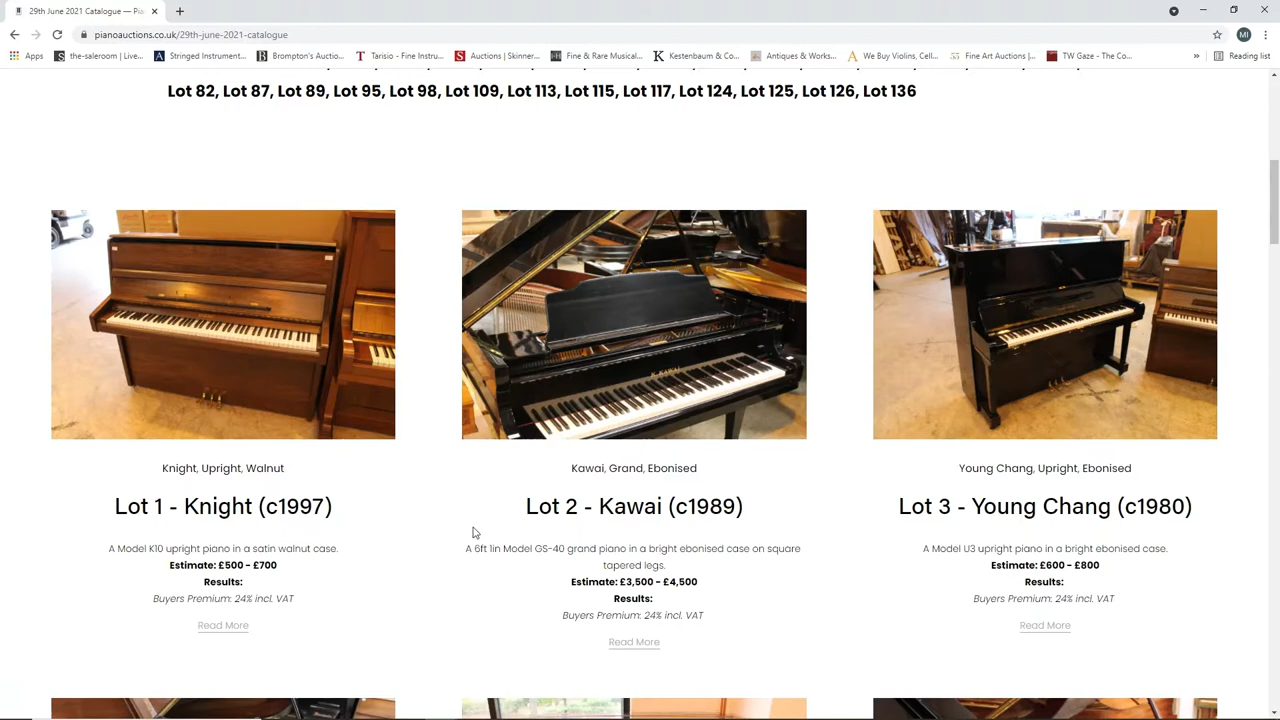 29th June 2021 Catalogue — Pi
pianoauctions.co.uk/29th-june-2021-catalogue
MI
Apps
the-saleroom | Live...
Stringed Instrument...
Brompton's Auctio...
Tarisio - Fine Instru...
Auctions | Skinner...
Fine & Rare Musical...
Kestenbaum & Co...
Antiques & Works...
We Buy Violins, Cell...
Fine Art Auctions |...
TW Gaze - The Co...
»
Reading list
Lot 82, Lot 87, Lot 89, Lot 95, Lot 98, Lot 109, Lot 113, Lot 115, Lot 117, Lot 124, Lot 125, Lot 126, Lot 136
K.KAWAI
Knight, Upright, Walnut
Lot 1 - Knight (c1997)
A Model K10 upright piano in a satin walnut case.
Estimate: £500 - £700
Results:
Buyers Premium: 24% incl. VAT
Read More
Kawai, Grand, Ebonised
Lot 2 - Kawai (c1989)
A 6ft 1in Model GS-40 grand piano in a bright ebonised case on square
tapered legs.
Estimate: £3,500 - £4,500
Results:
Buyers Premium: 24% incl. VAT
Read More
Young Chang, Upright, Ebonised
Lot 3 - Young Chang (c1980)
A Model U3 upright piano in a bright ebonised case.
Estimate: £600 - £800
Results:
Buyers Premium: 24% incl. VAT
Read More